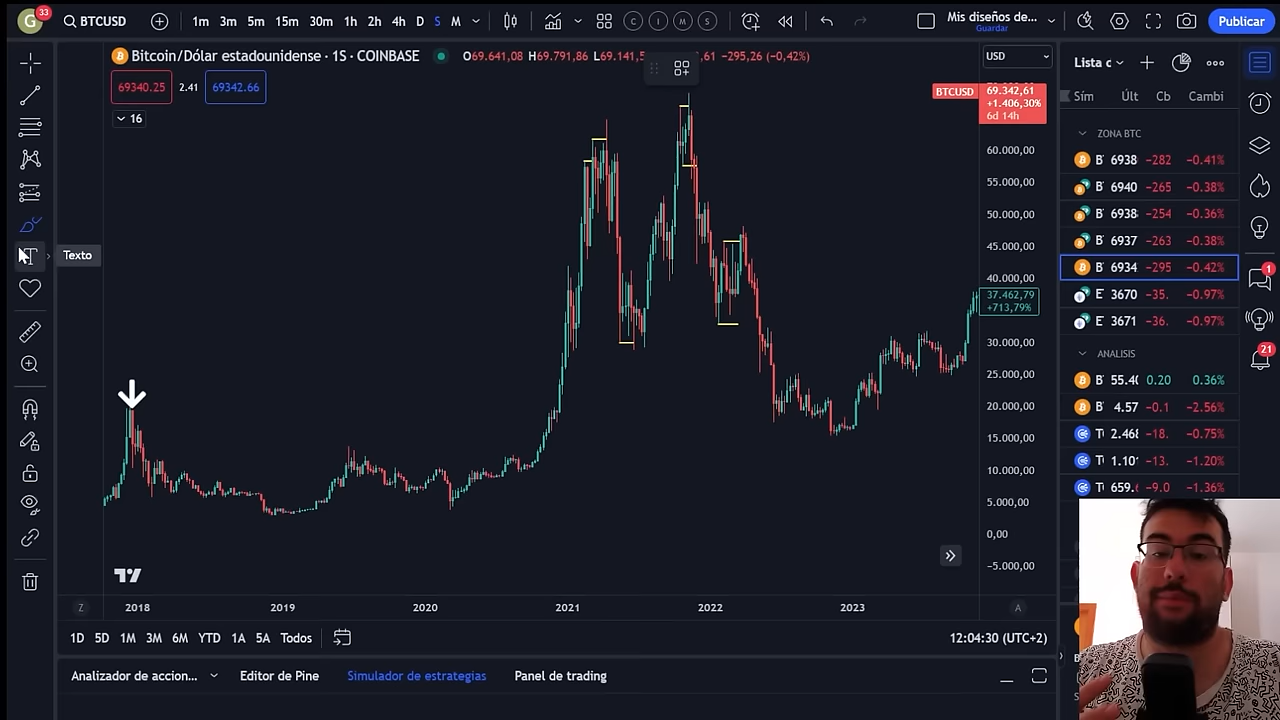 G
33
BTCUSD
1m 3m 5m 15m 30m 1h 2h 4h D S M
C I M S
Mis diseños de...
Guardar
Publicar
Bitcoin/Dólar estadounidense · 1S · COINBASE
O69.641,08 H69.791,86 L69.141,5 ,61 −295,26 (−0,42%)
USD
69340.25
2.41
69342.66
16
BTCUSD
69.342,61
+1.406,30%
6d 14h
60.000,00
55.000,00
50.000,00
45.000,00
40.000,00
37.462,79
+713,79%
30.000,00
25.000,00
20.000,00
15.000,00
10.000,00
5.000,00
0,00
−5.000,00
Texto
Z
2018 2019 2020 2021 2022 2023
A
1D 5D 1M 3M 6M YTD 1A 5A Todos
12:04:30 (UTC+2)
Analizador de accion...
Editor de Pine
Simulador de estrategias
Panel de trading
Lista c
Sím Últ Cb Cambi
ZONA BTC
6938 −282 −0.41%
6940 −265 −0.38%
6938 −254 −0.36%
6937 −263 −0.38%
6934 −295 −0.42%
E 3670 −35. −0.97%
E 3671 −36. −0.97%
ANALISIS
55.40 0.20 0.36%
4.57 −0.1 −2.56%
2.468 −18. −0.75%
1.10 −13. −1.20%
659. −9.0 −1.36%
1
21